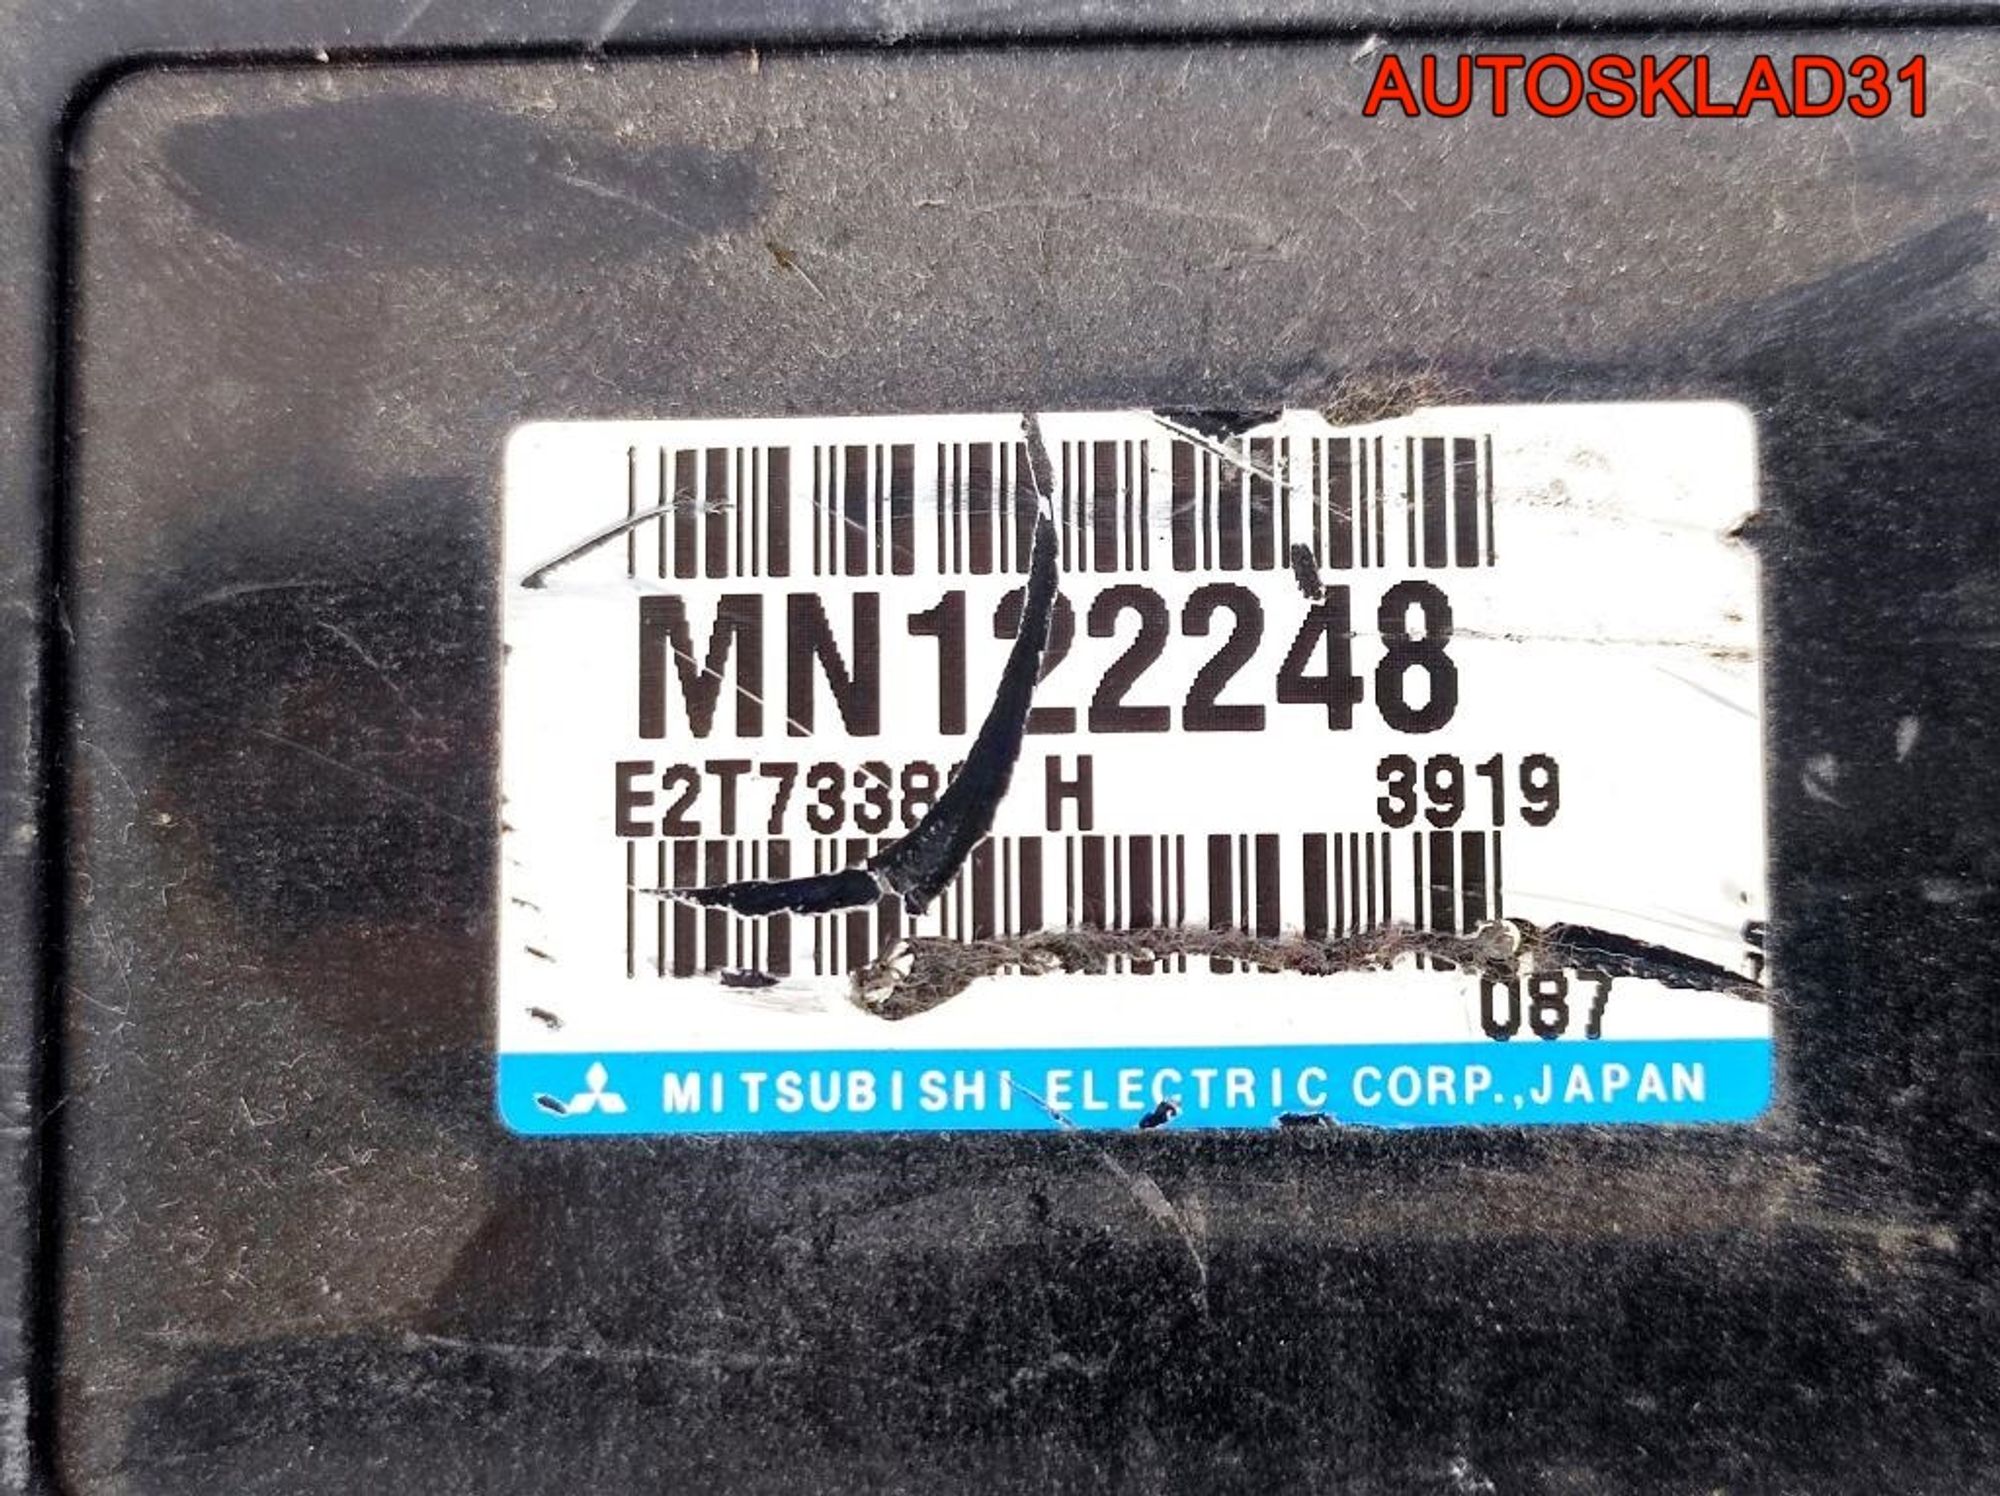 AUTOSKLAD31
MN122248
H 3919
087
MITSUBISHI ELECTRIC CORP.,JAPAN